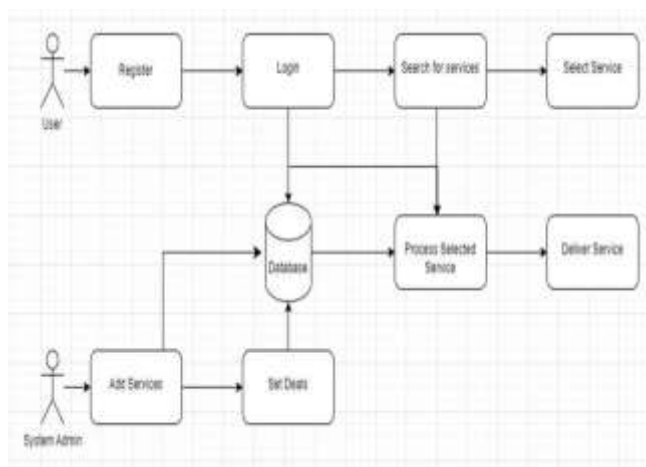 Register
Login
Search for services
Select Service
User
Database
Process Selected
Service
Deliver Service
Add Services
Set Deals
System Admin